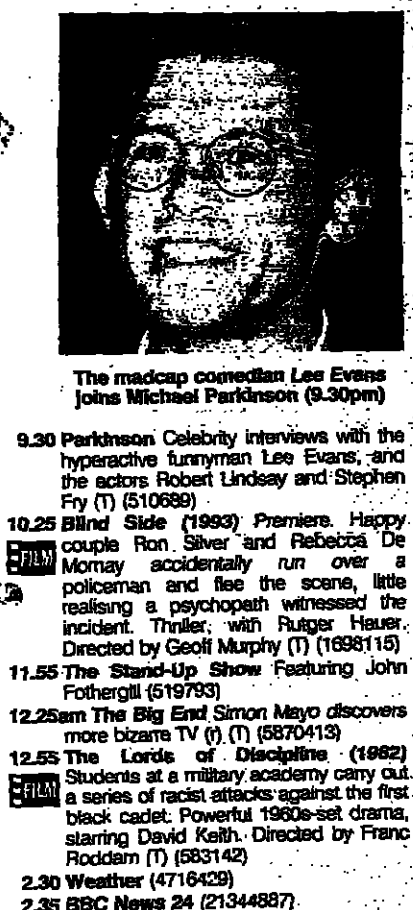 The madcap comedian Lee Evans
joins Michael Parkinson (9.30pm)
9.30 Parkinson Celebrity interviews with the
hyperactive funnyman Lee Evans, and
the actors Robert Lindsay and Stephen
Fry (T) (510689)
10.25 Blind Side (1993) Premiere. Happy
FILM couple Ron Silver and Rebecca De
Mornay accidentally run over a
policeman and flee the scene, little
realising a psychopath witnessed the
incident. Thriller, with Rutger Hauer.
Directed by Geoff Murphy (T) (1698115)
11.55 The Stand-Up Show Featuring John
Fothergill (519793)
12.25am The Big End Simon Mayo discovers
more bizarre TV (r) (T) (5870413)
12.55 The Lords of Discipline (1982)
FILM Students at a military academy carry out
a series of racist attacks against the first
black cadet. Powerful 1960s-set drama,
starring David Keith. Directed by Franc
Roddam (T) (583142)
2.30 Weather (4716429)
2.35 BBC News 24 (21344887)